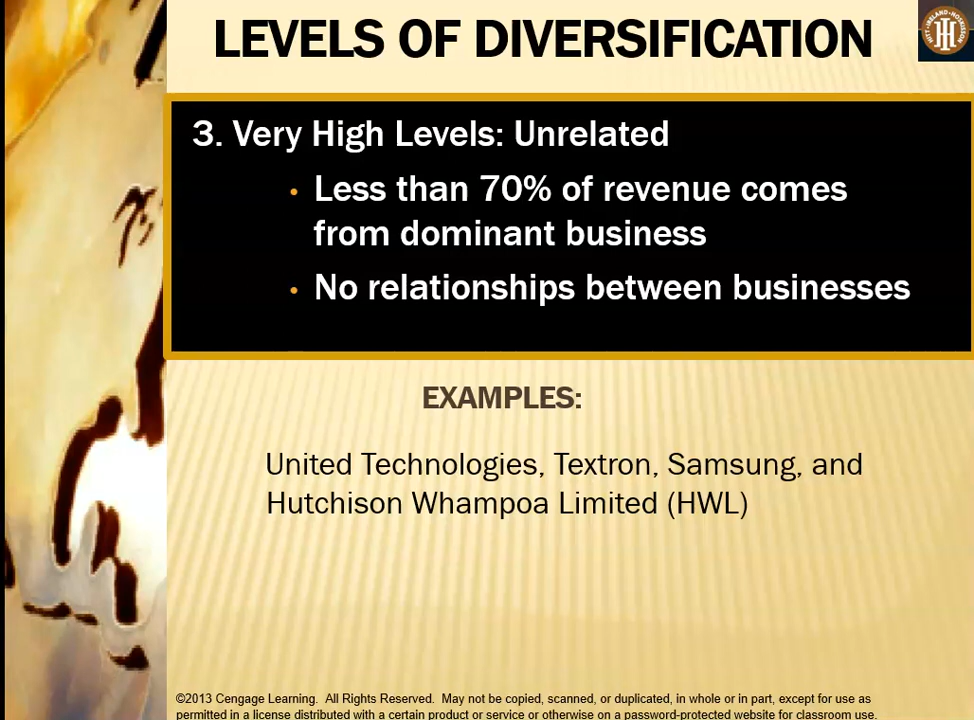 LEVELS OF DIVERSIFICATION
HITT•IRELAND•HOSKISSON
3. Very High Levels: Unrelated
• Less than 70% of revenue comes
from dominant business
• No relationships between businesses
EXAMPLES:
United Technologies, Textron, Samsung, and
Hutchison Whampoa Limited (HWL)
©2013 Cengage Learning. All Rights Reserved. May not be copied, scanned, or duplicated, in whole or in part, except for use as
permitted in a license distributed with a certain product or service or otherwise on a password-protected website for classroom use.